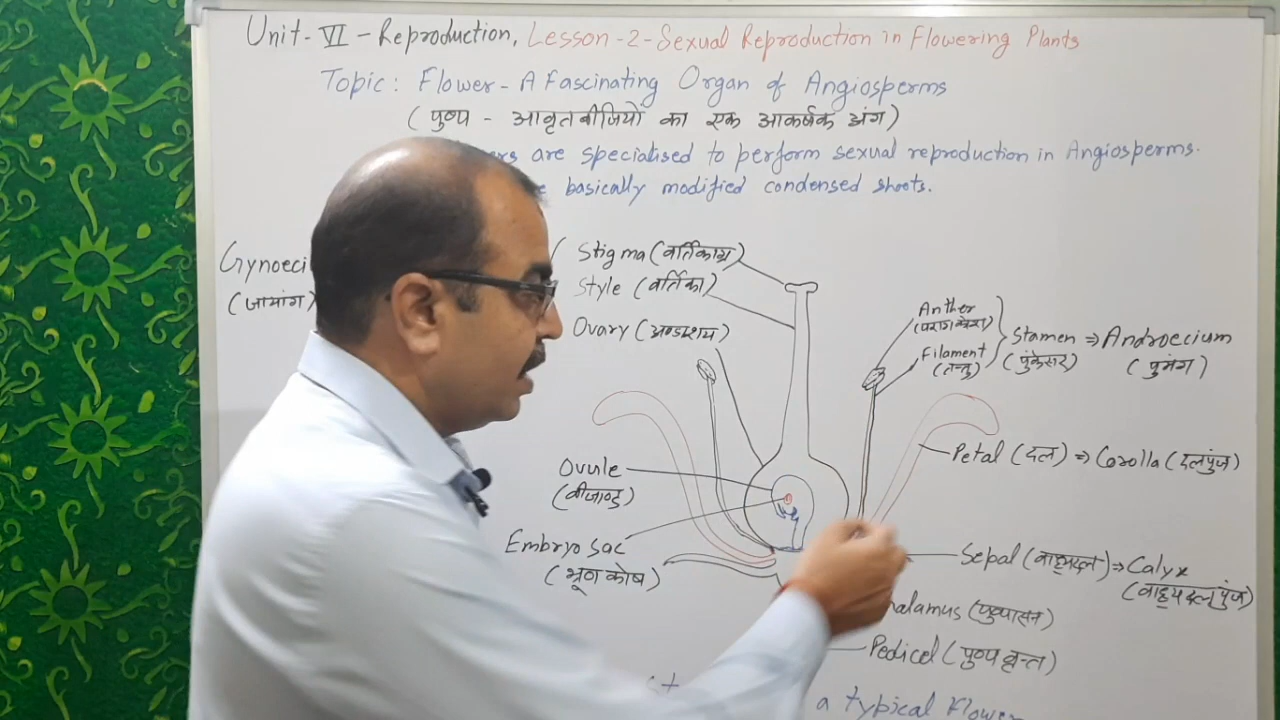 Unit-VI-Reproduction, Lesson-2-Sexual Reproduction in Flowering Plants
Topic: Flower-A Fascinating Organ of Angiosperms
(पुष्प - आवृतबीजियों का एक आकर्षक अंग)
are specialised to perform sexual reproduction in Angiosperms.
basically modified condensed shoots.
Gynoeci
(जायांग)
Stigma (वर्तिकाग्र)
Style (वर्तिका)
Ovary (अण्डाशय)
Anther
(परागकोश)
Filament
(तन्तु)
Stamen ⇒ Androecium
(पुंकेसर) (पुमंग)
Petal (दल) ⇒ Corolla (दलपुंज)
Ovule
(बीजाण्ड)
Embryo sac
(भ्रूण कोष)
Sepal (बाह्यदल) ⇒ Calyx
(बाह्यदलपुंज)
halamus (पुष्पासन)
Pedicel (पुष्प वृन्त)
a typical Flower